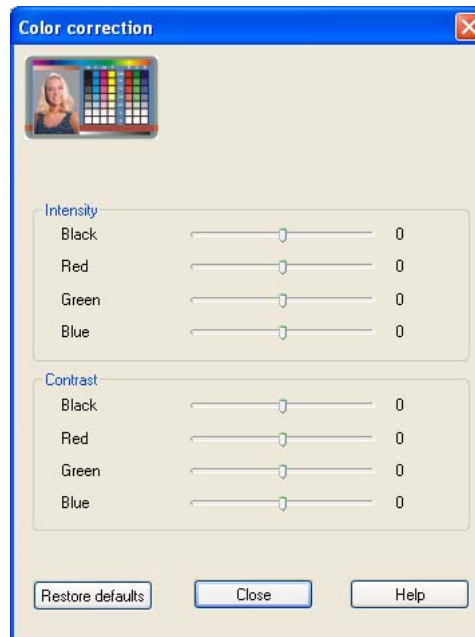 Color correction
Intensity
Black 0
Red 0
Green 0
Blue 0
Contrast
Black 0
Red 0
Green 0
Blue 0
Restore defaults Close Help